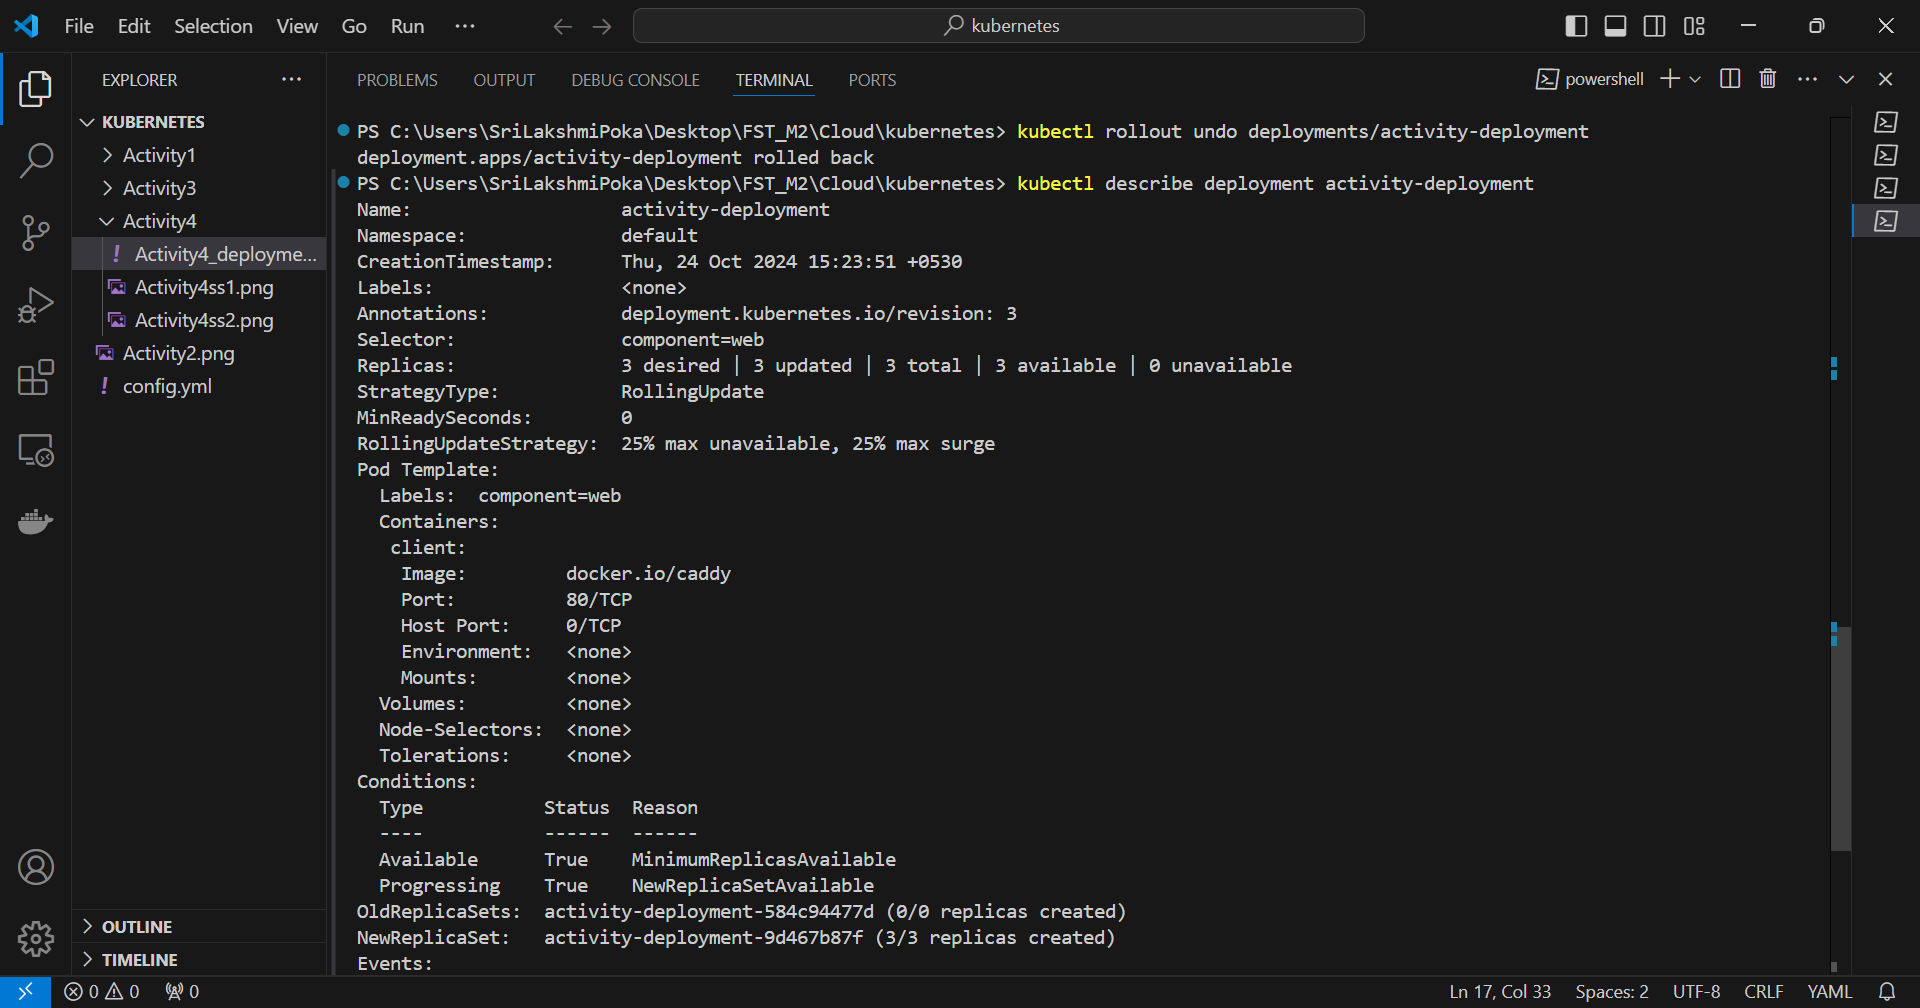 File Edit Selection View Go Run ··· kubernetes
EXPLORER ··· PROBLEMS OUTPUT DEBUG CONSOLE TERMINAL PORTS powershell ···
KUBERNETES
Activity1
Activity3
Activity4
! Activity4_deployme...
Activity4ss1.png
Activity4ss2.png
Activity2.png
! config.yml
OUTLINE
TIMELINE
PS C:\Users\SriLakshmiPoka\Desktop\FST_M2\Cloud\kubernetes> kubectl rollout undo deployments/activity-deployment
deployment.apps/activity-deployment rolled back
PS C:\Users\SriLakshmiPoka\Desktop\FST_M2\Cloud\kubernetes> kubectl describe deployment activity-deployment
Name: activity-deployment
Namespace: default
CreationTimestamp: Thu, 24 Oct 2024 15:23:51 +0530
Labels: <none>
Annotations: deployment.kubernetes.io/revision: 3
Selector: component=web
Replicas: 3 desired | 3 updated | 3 total | 3 available | 0 unavailable
StrategyType: RollingUpdate
MinReadySeconds: 0
RollingUpdateStrategy: 25% max unavailable, 25% max surge
Pod Template:
Labels: component=web
Containers:
client:
Image: docker.io/caddy
Port: 80/TCP
Host Port: 0/TCP
Environment: <none>
Mounts: <none>
Volumes: <none>
Node-Selectors: <none>
Tolerations: <none>
Conditions:
Type Status Reason
---- ------ ------
Available True MinimumReplicasAvailable
Progressing True NewReplicaSetAvailable
OldReplicaSets: activity-deployment-584c94477d (0/0 replicas created)
NewReplicaSet: activity-deployment-9d467b87f (3/3 replicas created)
Events:
0 0 0 Ln 17, Col 33 Spaces: 2 UTF-8 CRLF YAML